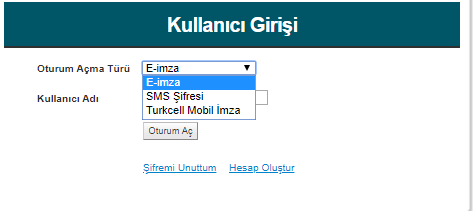 Kullanıcı Girişi
Oturum Açma Türü E-imza
E-imza
SMS Şifresi
Kullanıcı Adı
Turkcell Mobil İmza
Oturum Aç
Şifremi Unuttum Hesap Oluştur